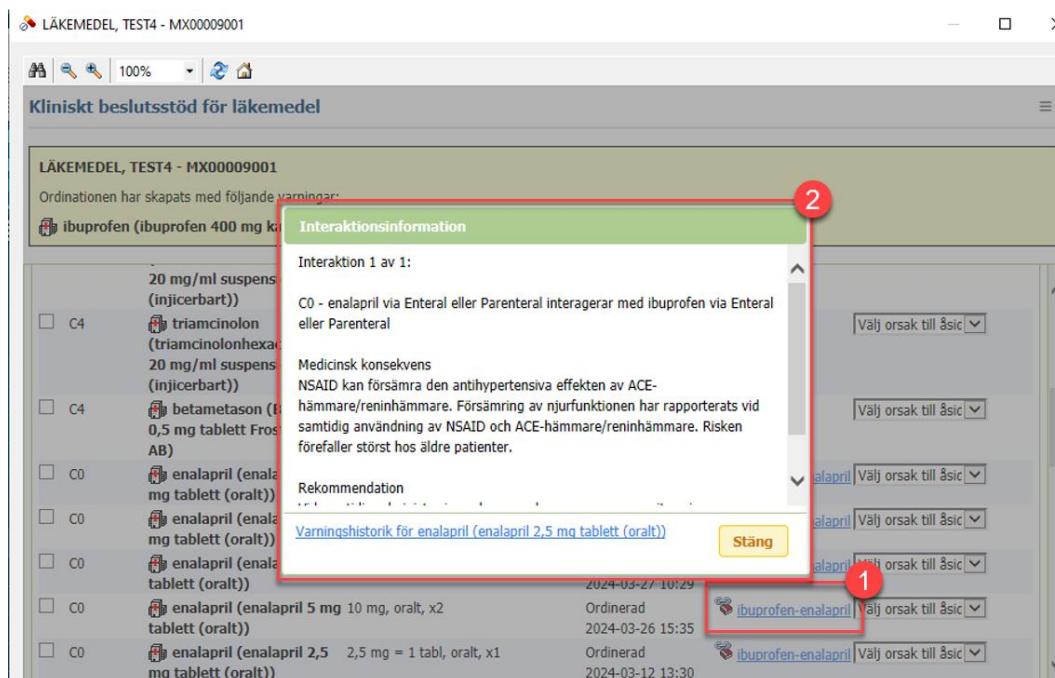 LÄKEMEDEL, TEST4 - MX00009001
100%
Kliniskt beslutsstöd för läkemedel
LÄKEMEDEL, TEST4 - MX00009001
Ordinationen har skapats med följande varningar:
ibuprofen (ibuprofen 400 mg
2
Interaktionsinformation
Interaktion 1 av 1:
C0 - enalapril via Enteral eller Parenteral interagerar med ibuprofen via Enteral
eller Parenteral
Medicinsk konsekvens
NSAID kan försämra den antihypertensiva effekten av ACE-
hämmare/reninhämmare. Försämring av njurfunktionen har rapporterats vid
samtidig användning av NSAID och ACE-hämmare/reninhämmare. Risken
förefaller störst hos äldre patienter.
Rekommendation
Varningshistorik för enalapril (enalapril 2,5 mg tablett (oralt))
Stäng
20 mg/ml
(injicerbart))
C4 triamcinolon Välj orsak till åsic
20 mg/ml
(injicerbart))
C4 betametason Välj orsak till åsic
0,5 mg tablett
AB)
C0 enalapril Välj orsak till åsic
mg tablett (oralt))
C0 enalapril Välj orsak till åsic
mg tablett (oralt))
C0 enalapril Välj orsak till åsic
tablett (oralt)) 2024-03-27 10:29
1
C0 enalapril (enalapril 5 mg 10 mg, oralt, x2 Ordinerad ibuprofen-enalapril Välj orsak till åsic
tablett (oralt)) 2024-03-26 15:35
C0 enalapril (enalapril 2,5 2,5 mg = 1 tabl, oralt, x1 Ordinerad ibuprofen-enalapril Välj orsak till åsic
mg tablett (oralt)) 2024-03-12 13:30